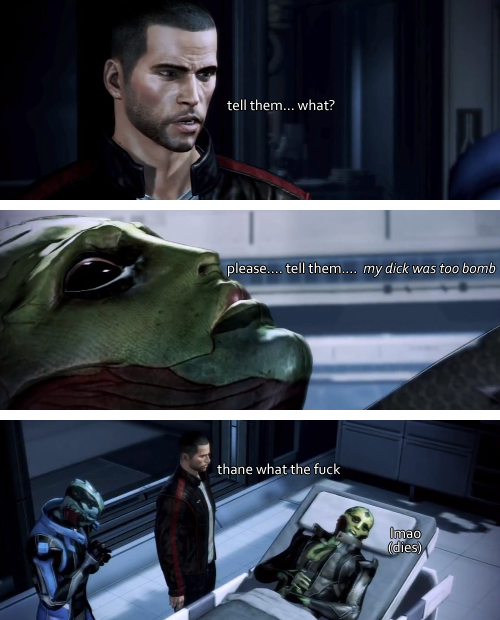 tell them... what?
please.... tell them.... my dick was too bomb
thane what the fuck
lmao
(dies)